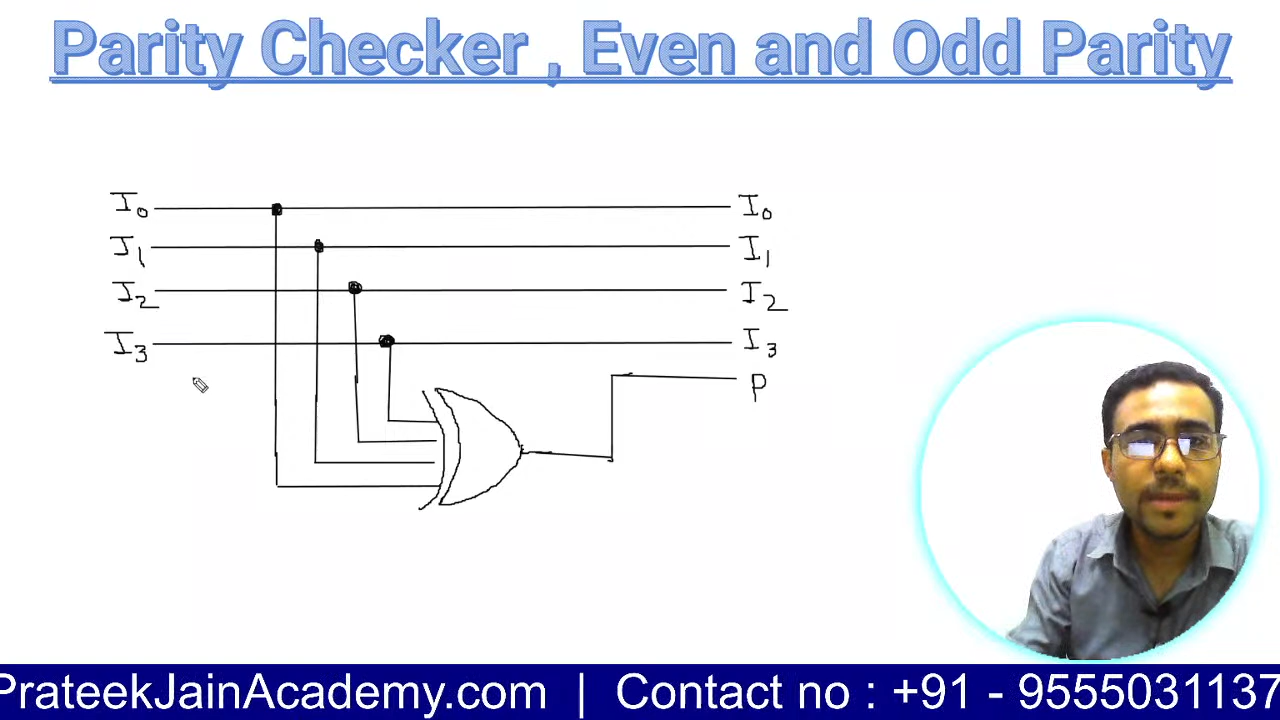 Parity Checker , Even and Odd Parity
I0 I0
I1 I1
I2 I2
I3 I3
P
PrateekJainAcademy.com | Contact no : +91 - 9555031137